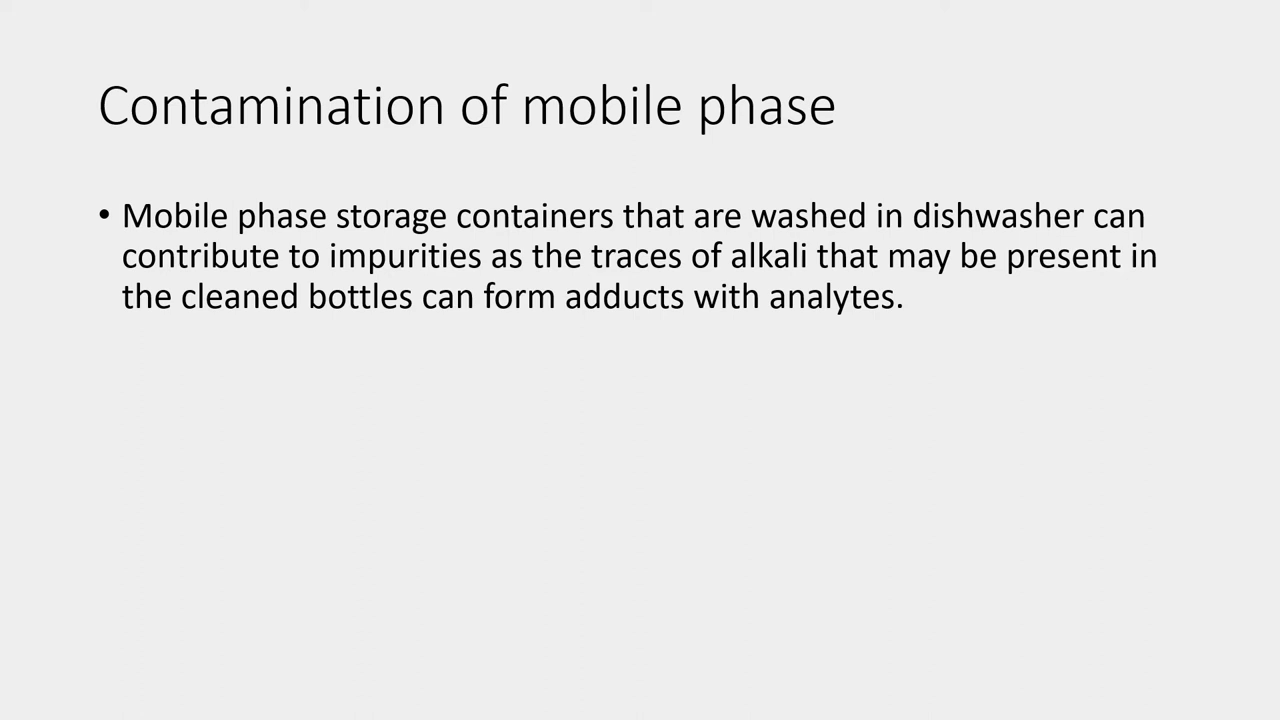 Contamination of mobile phase
• Mobile phase storage containers that are washed in dishwasher can
contribute to impurities as the traces of alkali that may be present in
the cleaned bottles can form adducts with analytes.